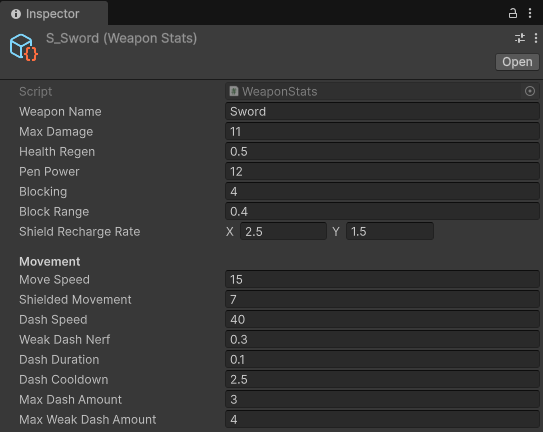 Inspector
S_Sword (Weapon Stats)
Open
Script # WeaponStats
Weapon Name Sword
Max Damage 11
Health Regen 0.5
Pen Power 12
Blocking 4
Block Range 0.4
Shield Recharge Rate X 2.5 Y 1.5
Movement
Move Speed 15
Shielded Movement 7
Dash Speed 40
Weak Dash Nerf 0.3
Dash Duration 0.1
Dash Cooldown 2.5
Max Dash Amount 3
Max Weak Dash Amount 4